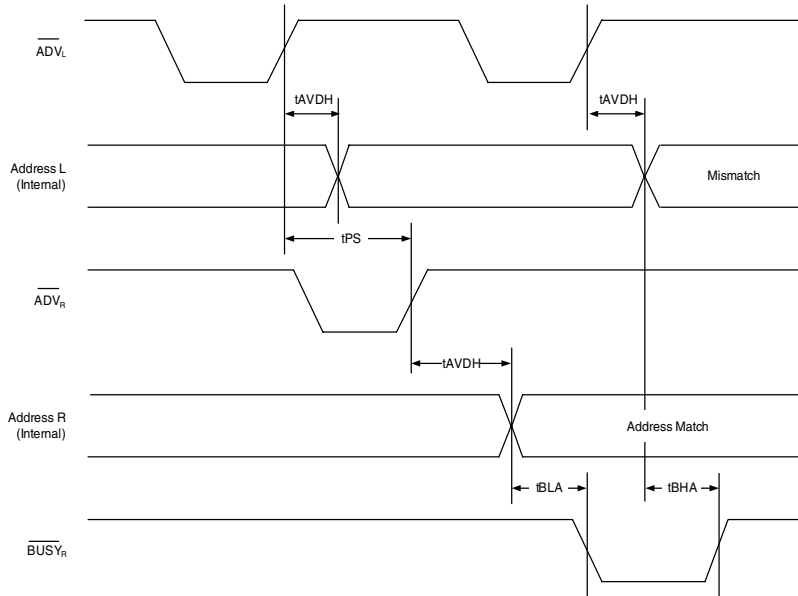 ADVL
tAVDH
tAVDH
Address L
(Internal)
Mismatch
tPS
ADVR
tAVDH
Address R
(Internal)
Address Match
tBLA
tBHA
BUSYR